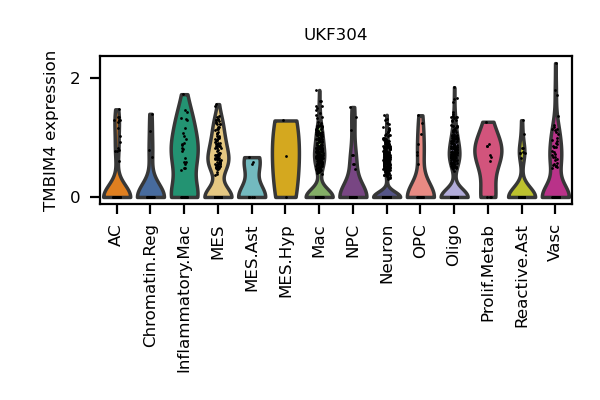 UKF304
TMBIM4 expression
2
0
AC
Chromatin.Reg
Inflammatory.Mac
MES
MES.Ast
MES.Hyp
Mac
NPC
Neuron
OPC
Oligo
Prolif.Metab
Reactive.Ast
Vasc